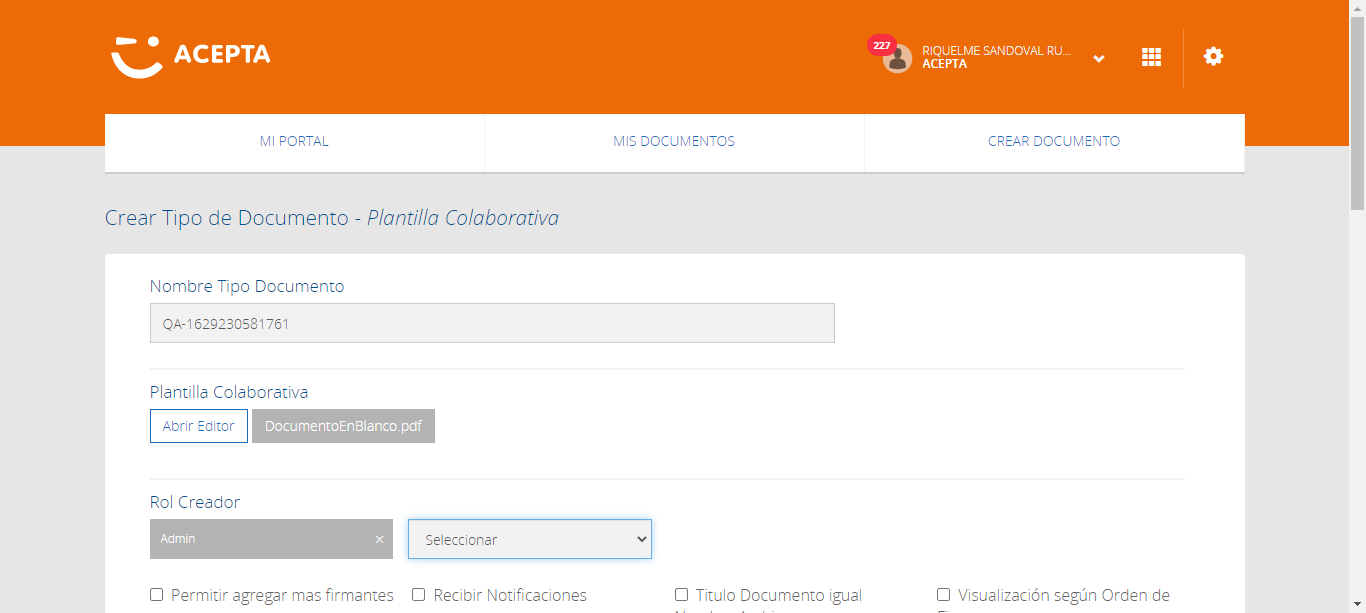 ACEPTA
227
RIQUELME SANDOVAL RU...
ACEPTA
MI PORTAL
MIS DOCUMENTOS
CREAR DOCUMENTO
Crear Tipo de Documento - Plantilla Colaborativa
Nombre Tipo Documento
QA-1629230581761
Plantilla Colaborativa
Abrir Editor
DocumentoEnBlanco.pdf
Rol Creador
Admin ×
Seleccionar
Permitir agregar mas firmantes
Recibir Notificaciones
Titulo Documento igual
Visualización según Orden de